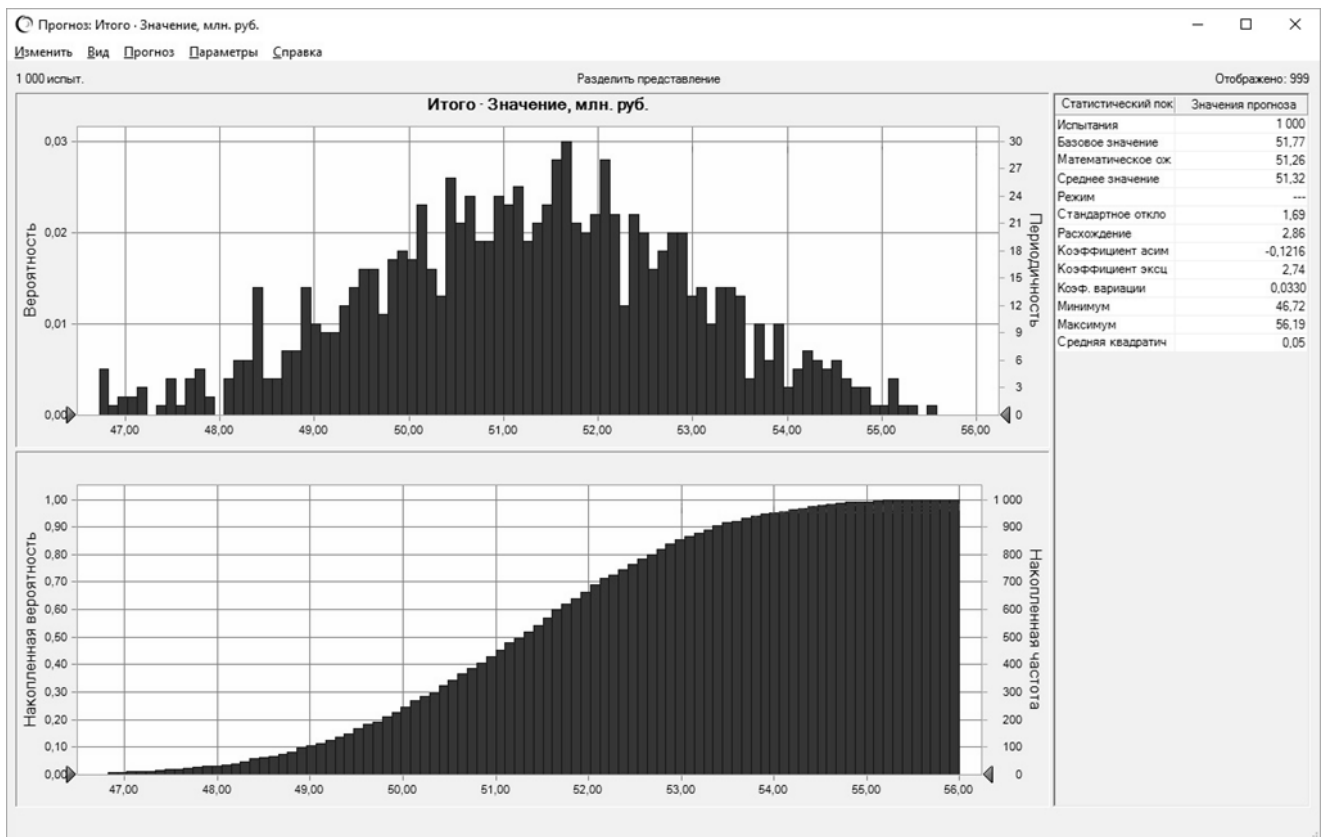 Прогноз: Итого - Значение, млн. руб.
Изменить Вид Прогноз Параметры Справка
1 000 испыт. Разделить представление Отображено: 999
Итого - Значение, млн. руб.
Вероятность
0,03
0,02
0,01
0,00
30
27
24
21
18
15
12
9
6
3
0
Периодичность
47,00 48,00 49,00 50,00 51,00 52,00 53,00 54,00 55,00 56,00
Накопленная вероятность
1,00
0,90
0,80
0,70
0,60
0,50
0,40
0,30
0,20
0,10
0,00
1 000
900
800
700
600
500
400
300
200
100
0
Накопленная частота
47,00 48,00 49,00 50,00 51,00 52,00 53,00 54,00 55,00 56,00
Статистический пок Значения прогноза
Испытания 1 000
Базовое значение 51,77
Математическое ож 51,26
Среднее значение 51,32
Режим ---
Стандартное откло 1,69
Расхождение 2,86
Коэффициент асим -0,1216
Коэффициент эксц 2,74
Коэф. вариации 0,0330
Минимум 46,72
Максимум 56,19
Средняя квадратич 0,05